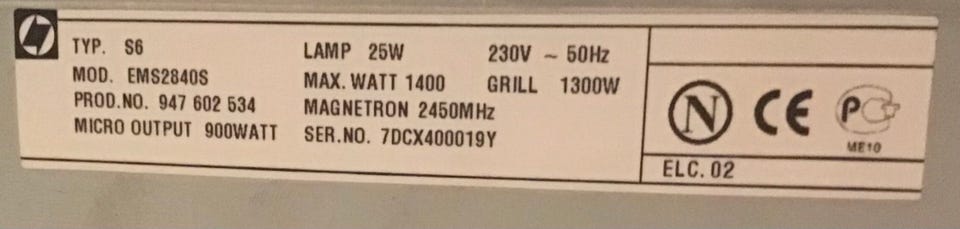 TYP. S6
MOD. EMS2840S
PROD.NO. 947 602 534
MICRO OUTPUT 900WATT
LAMP 25W 230V ~ 50Hz
MAX. WATT 1400 GRILL 1300W
MAGNETRON 2450MHz
SER.NO. 7DCX400019Y
N CE PC
ME10
ELC. 02